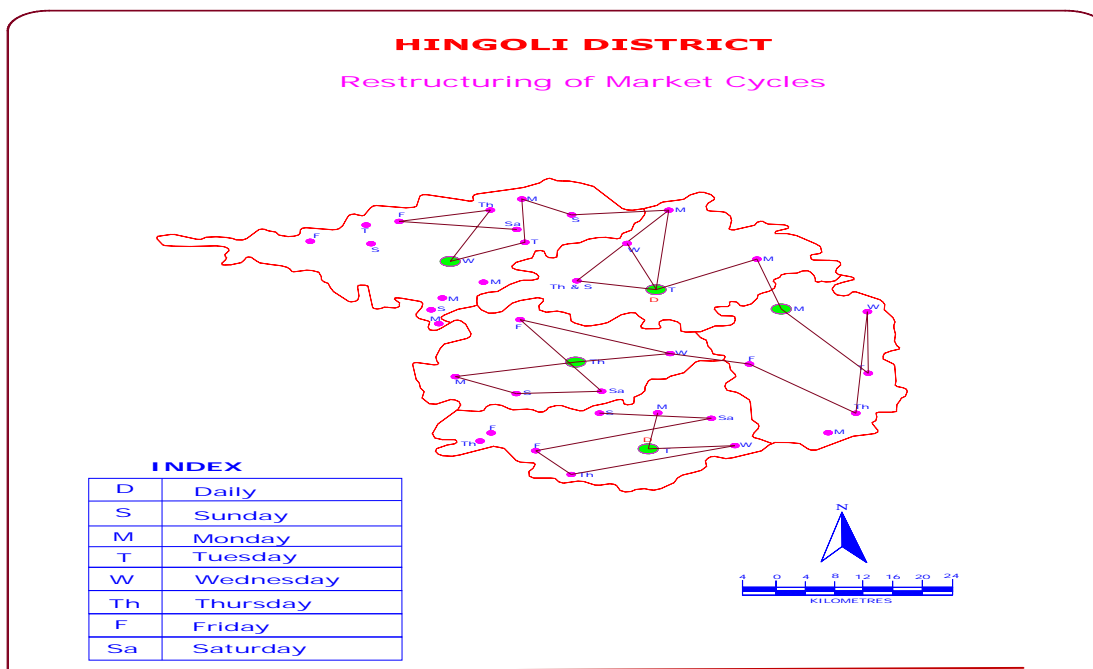 HINGOLI DISTRICT
Restructuring of Market Cycles
M
Th
M
F
S
T
Sa
F
S
T
W
W
M
M
Th & S
T
D
M
S
M
W
M
F
W
Th
F
T
M
Sa
S
S
M
Sa
Th
F
M
D
Th
F
T
W
Th
INDEX
D Daily
S Sunday
M Monday
T Tuesday
W Wednesday
Th Thursday
F Friday
Sa Saturday
N
4 0 4 8 12 16 20 24
KILOMETRES